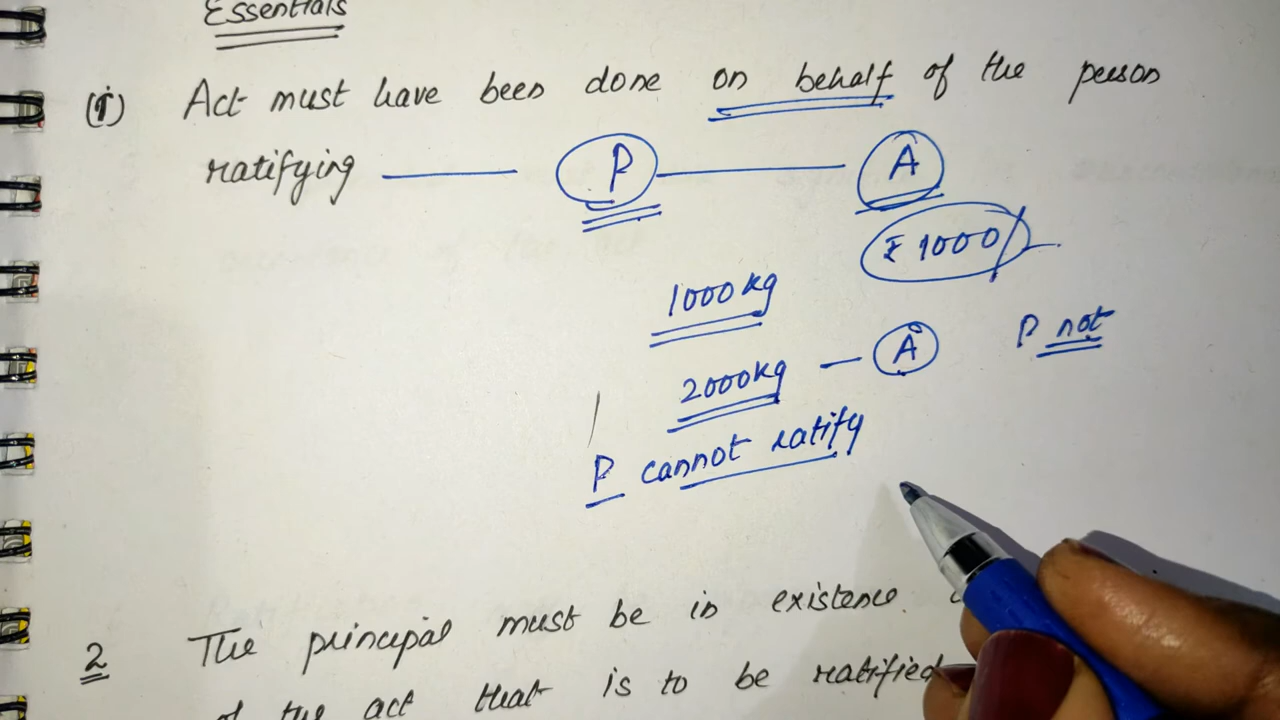 Essentials
(i) Act must have been done on behalf of the person
ratifying P A
₹ 1000/-
1000kg
P not
2000kg — A
P cannot ratify
2 The principal must be in existence
of the act that is to be ratified